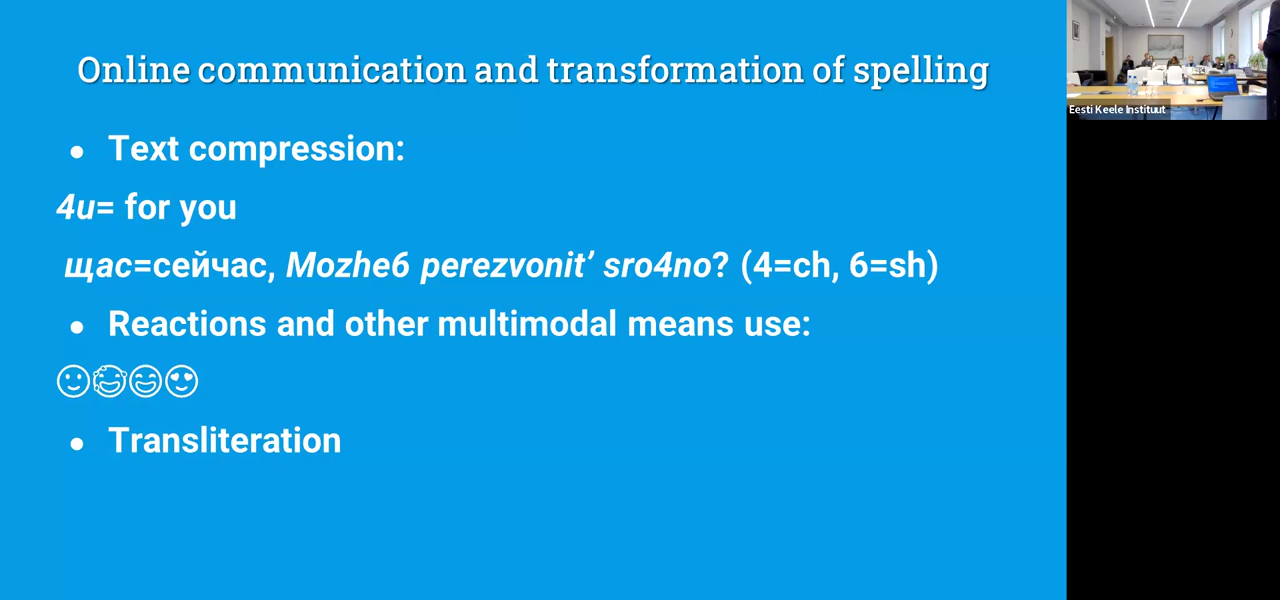 Online communication and transformation of spelling
Eesti Keele Instituut
● Text compression:
4u= for you
щас=сейчас, Mozhe6 perezvonit’ sro4no? (4=ch, 6=sh)
● Reactions and other multimodal means use:
🙂😅😄😍
● Transliteration